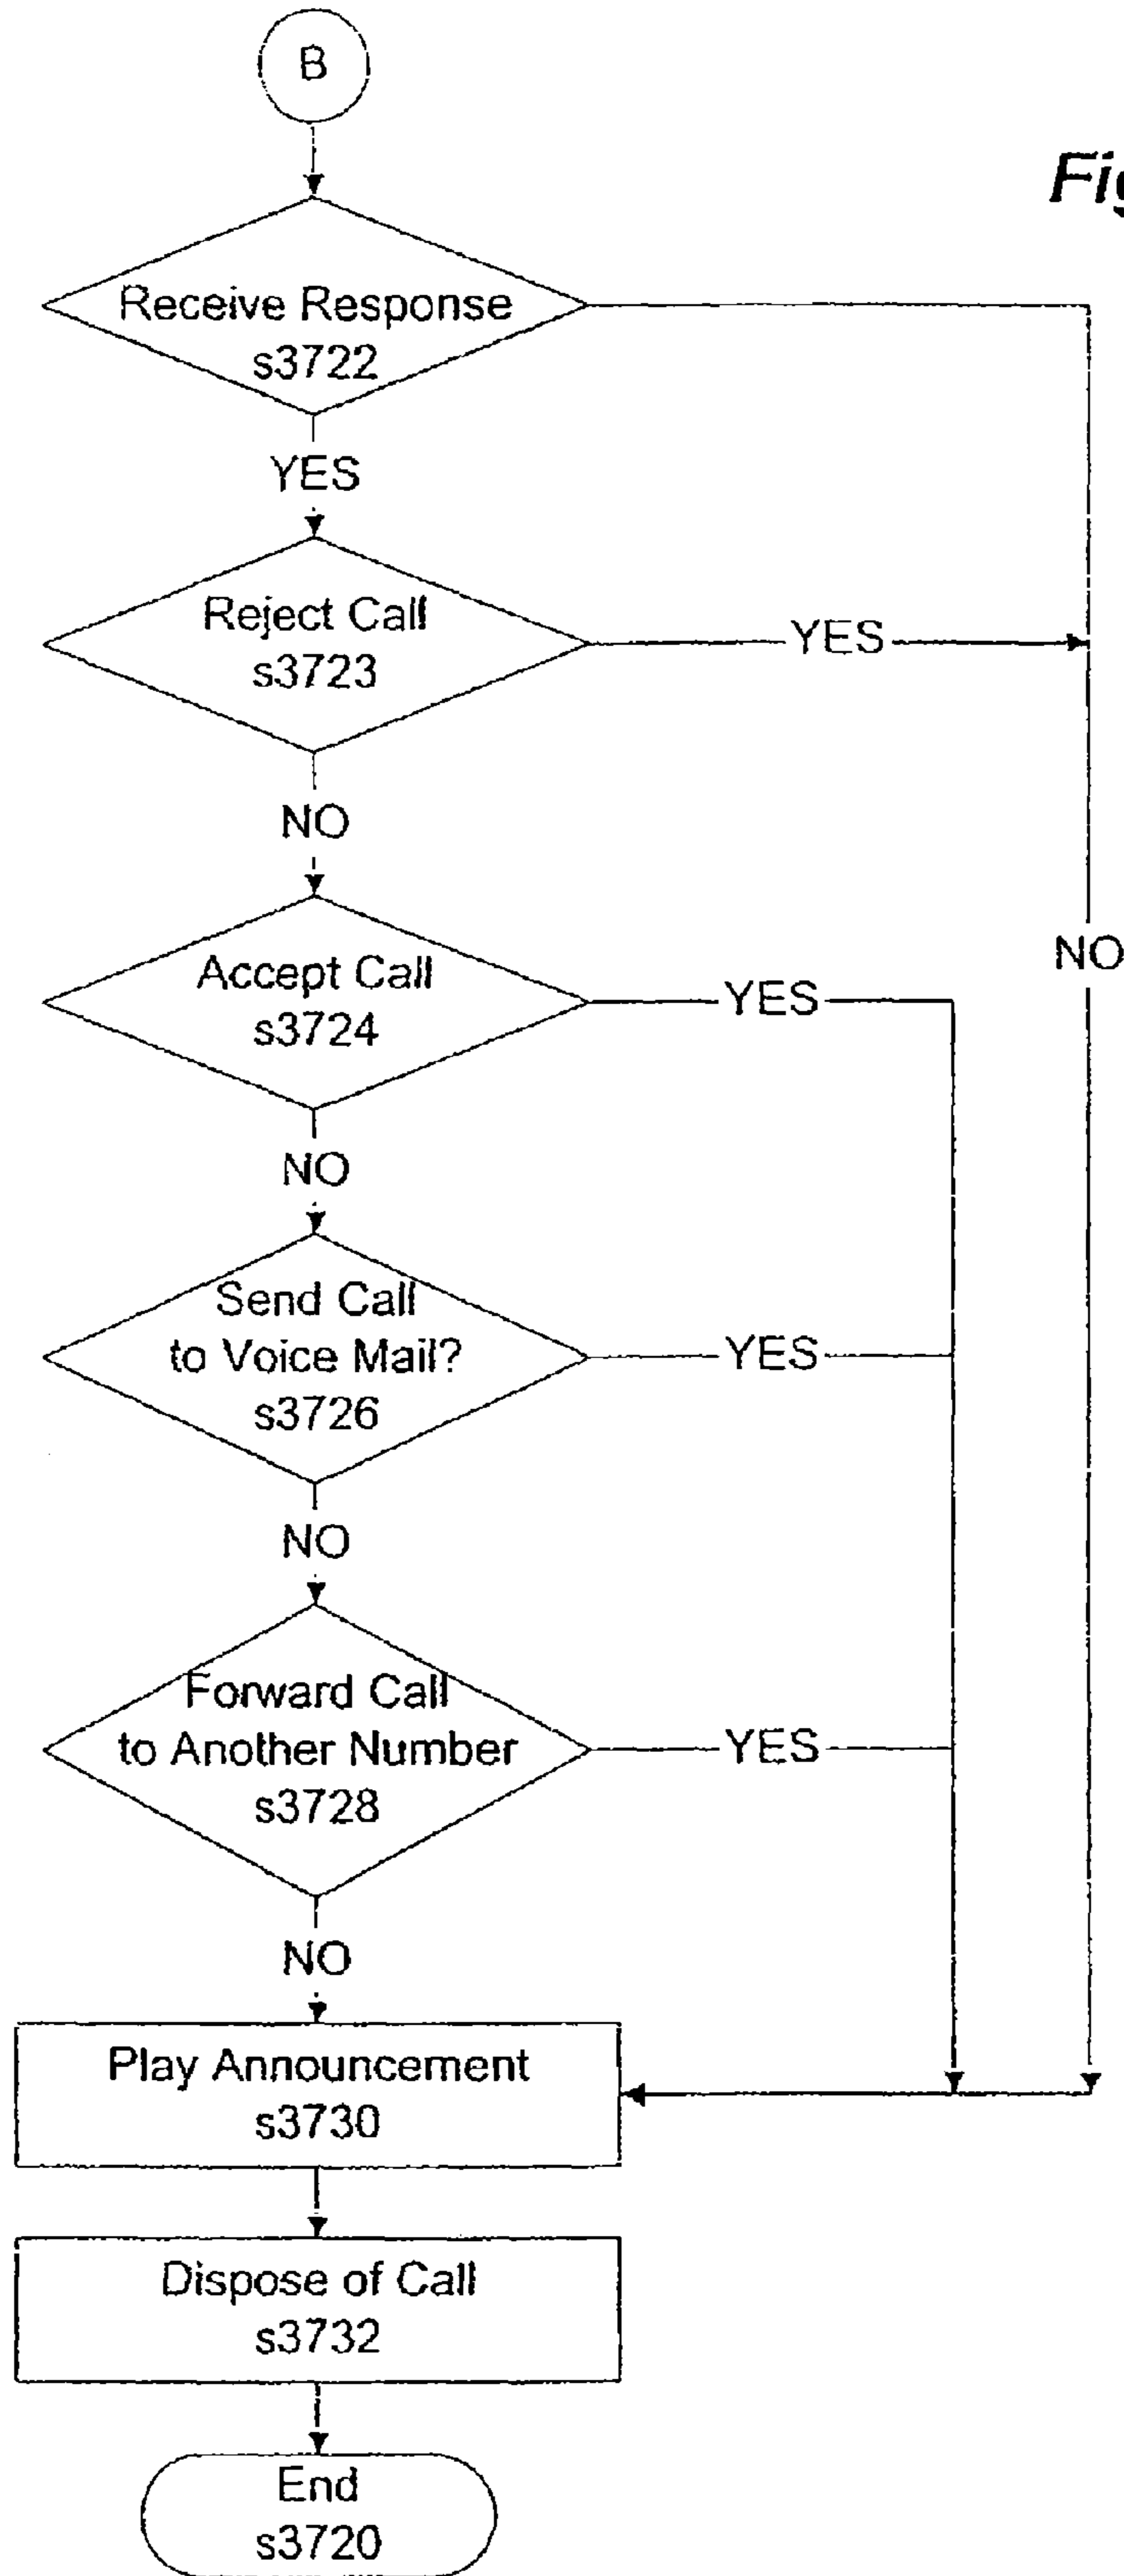 B
Fig
Receive Response
s3722
YES
Reject Call
s3723
YES
NO
NO
Accept Call
s3724
YES
NO
Send Call
to Voice Mail?
s3726
YES
NO
Forward Call
to Another Number
s3728
YES
NO
Play Announcement
s3730
Dispose of Call
s3732
End
s3720